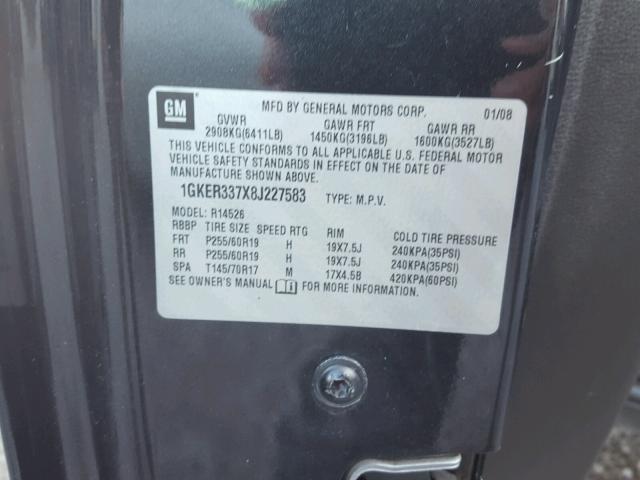 GM
MFD BY GENERAL MOTORS CORP. 01/08
GVWR GAWR FRT GAWR RR
2908KG(6411LB) 1450KG(3196LB) 1600KG(3527LB)
THIS VEHICLE CONFORMS TO ALL APPLICABLE U.S. FEDERAL MOTOR
VEHICLE SAFETY STANDARDS IN EFFECT ON THE DATE OF
MANUFACTURE SHOWN ABOVE.
1GKER337X8J227583 TYPE: M.P.V.
MODEL: R14526
RBBP TIRE SIZE SPEED RTG RIM COLD TIRE PRESSURE
FRT P255/60R19 H 19X7.5J 240KPA(35PSI)
RR P255/60R19 H 19X7.5J 240KPA(35PSI)
SPA T145/70R17 M 17X4.5B 420KPA(60PSI)
SEE OWNER'S MANUAL FOR MORE INFORMATION.